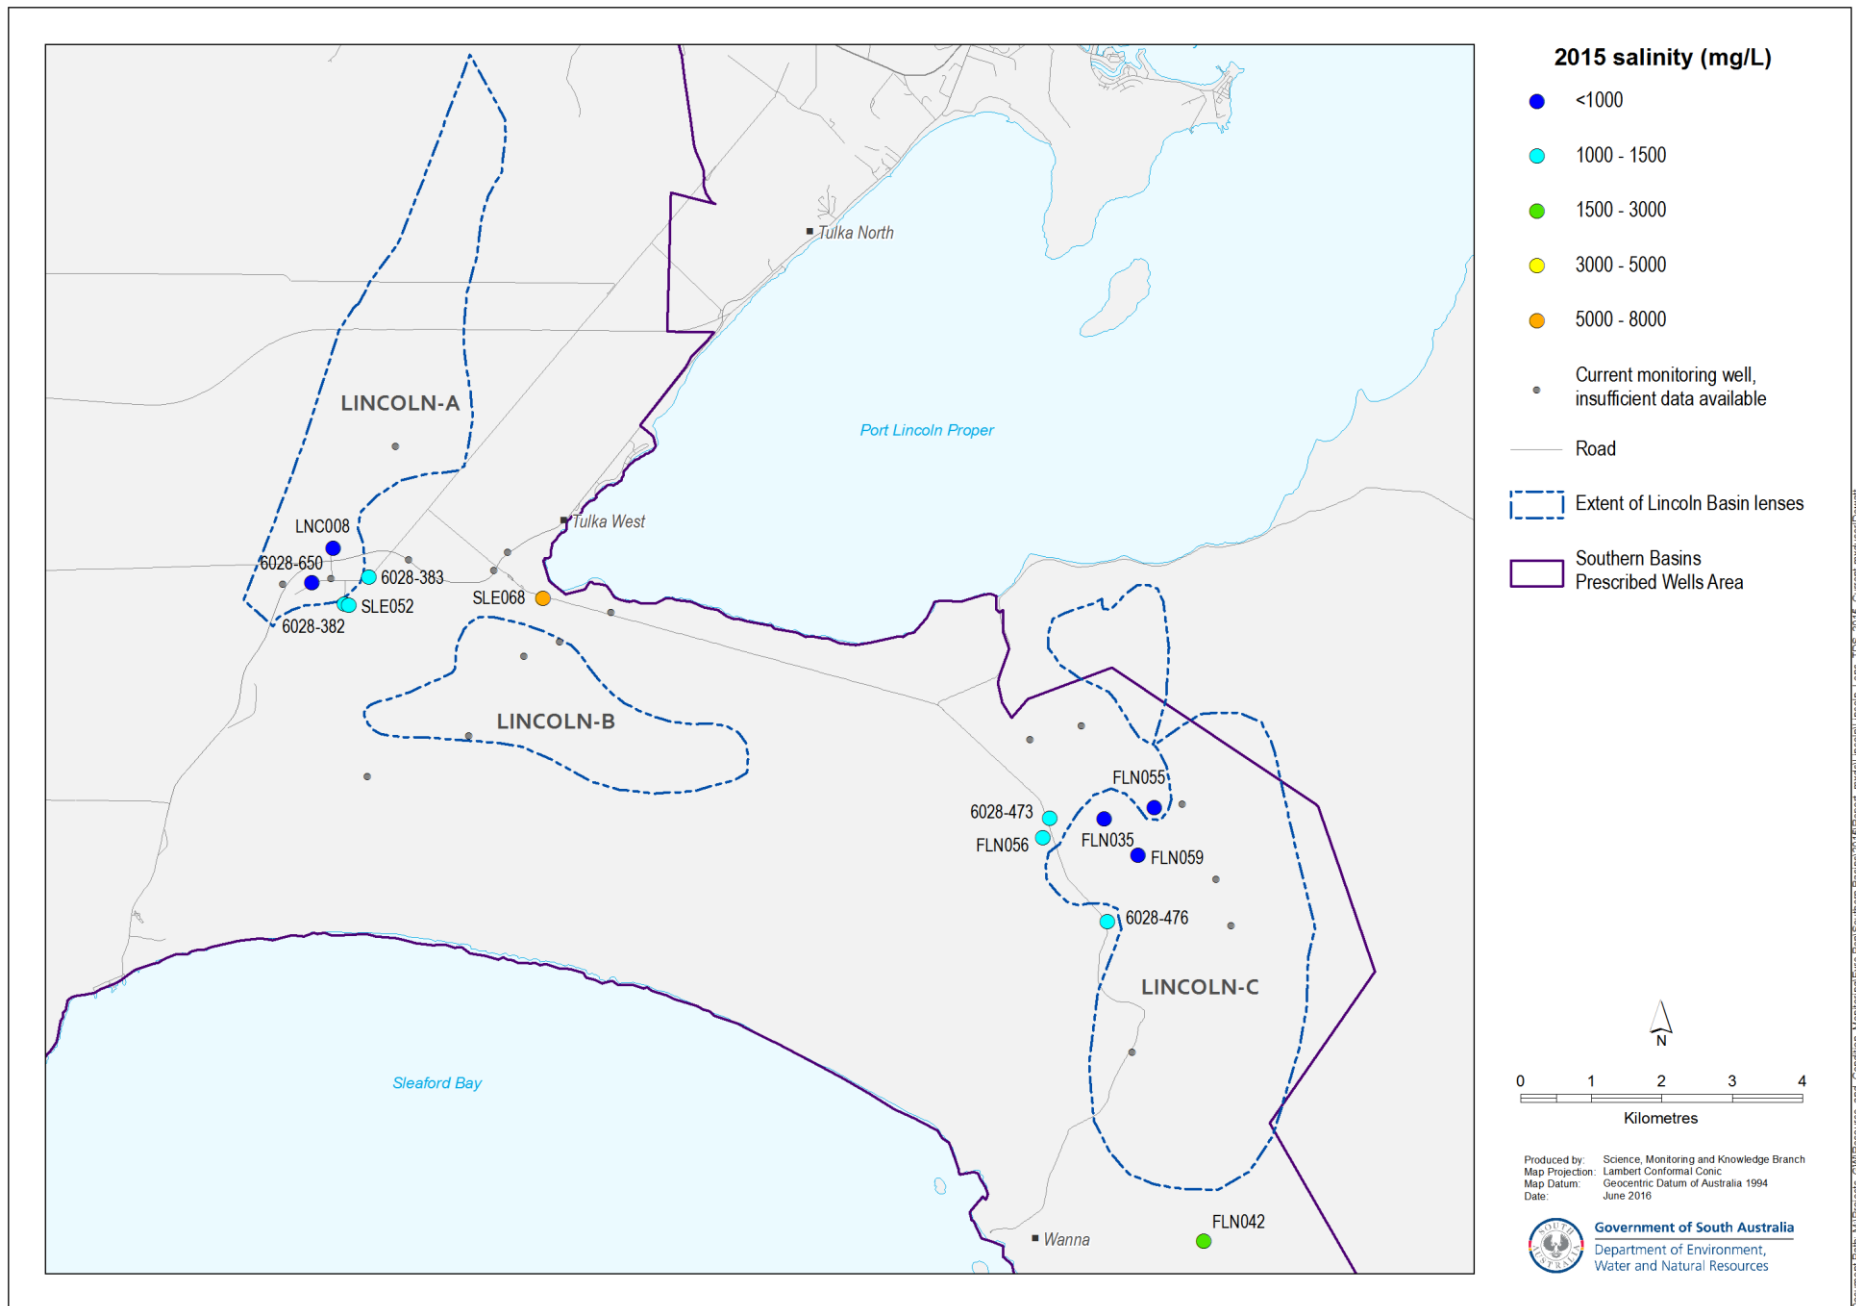 2015 salinity (mg/L)
<1000
1000 - 1500
1500 - 3000
3000 - 5000
5000 - 8000
Current monitoring well,
insufficient data available
Road
Extent of Lincoln Basin lenses
Southern Basins
Prescribed Wells Area
Tulka North
LINCOLN-A
Port Lincoln Proper
LNC008
Tulka West
6028-650
6028-383
SLE068
SLE052
6028-382
LINCOLN-B
FLN055
6028-473
FLN035
FLN056
FLN059
6028-476
LINCOLN-C
Sleaford Bay
FLN042
Wanna
N
0 1 2 3 4
Kilometres
Produced by: Science, Monitoring and Knowledge Branch
Map Projection: Lambert Conformal Conic
Map Datum: Geocentric Datum of Australia 1994
Date: June 2016
SOUTH
AUSTRALIA
Government of South Australia
Department of Environment,
Water and Natural Resources